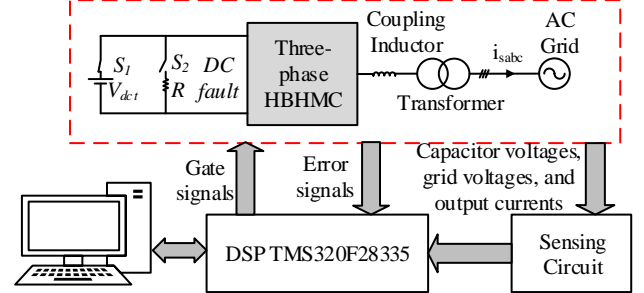 Coupling
Inductor
AC
Grid
S1
S2
DC
fault
Vdct
R
Three-
phase
HBHMC
isabc
Transformer
Gate
signals
Error
signals
Capacitor voltages,
grid voltages, and
output currents
DSP TMS320F28335
Sensing
Circuit